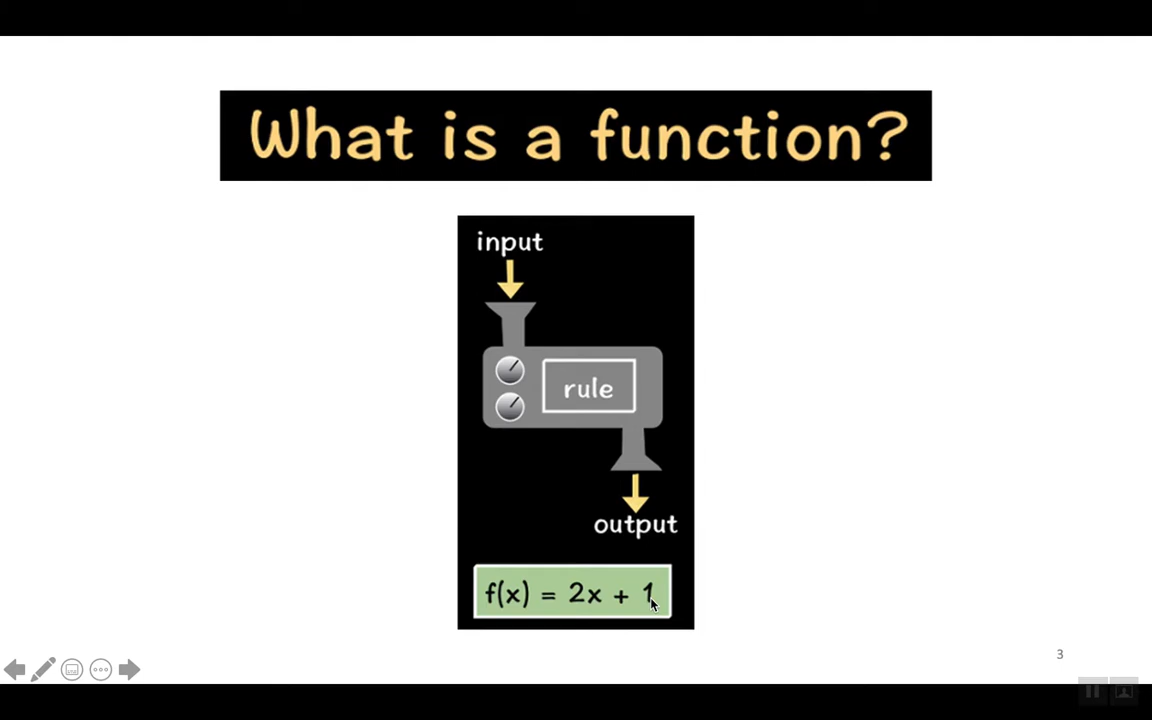 What is a function?
input
rule
output
f(x) = 2x + 1
3